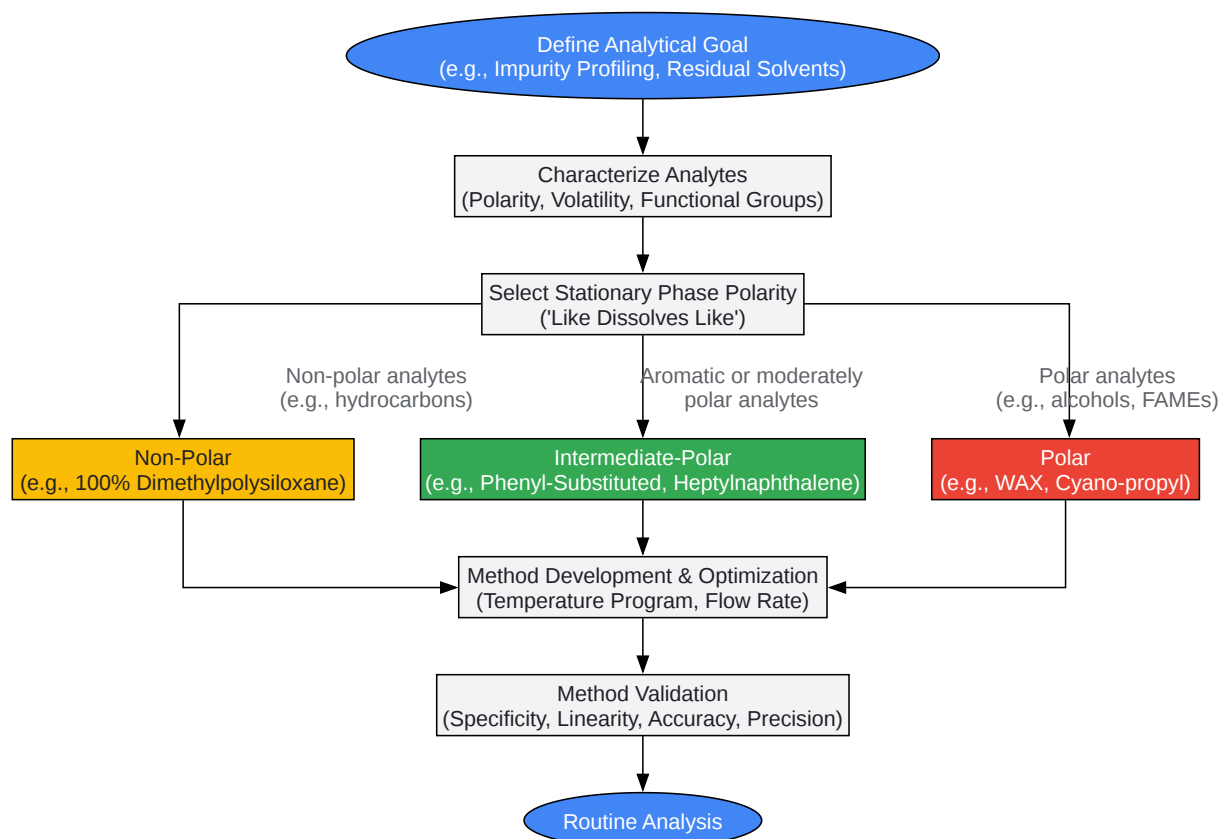 Define Analytical Goal
(e.g., Impurity Profiling, Residual Solvents)
Characterize Analytes
(Polarity, Volatility, Functional Groups)
Select Stationary Phase Polarity
('Like Dissolves Like')
Non-polar analytes
(e.g., hydrocarbons)
Aromatic or moderately
polar analytes
Polar analytes
(e.g., alcohols, FAMEs)
Non-Polar
(e.g., 100% Dimethylpolysiloxane)
Intermediate-Polar
(e.g., Phenyl-Substituted, Heptylnaphthalene)
Polar
(e.g., WAX, Cyano-propyl)
Method Development & Optimization
(Temperature Program, Flow Rate)
Method Validation
(Specificity, Linearity, Accuracy, Precision)
Routine Analysis